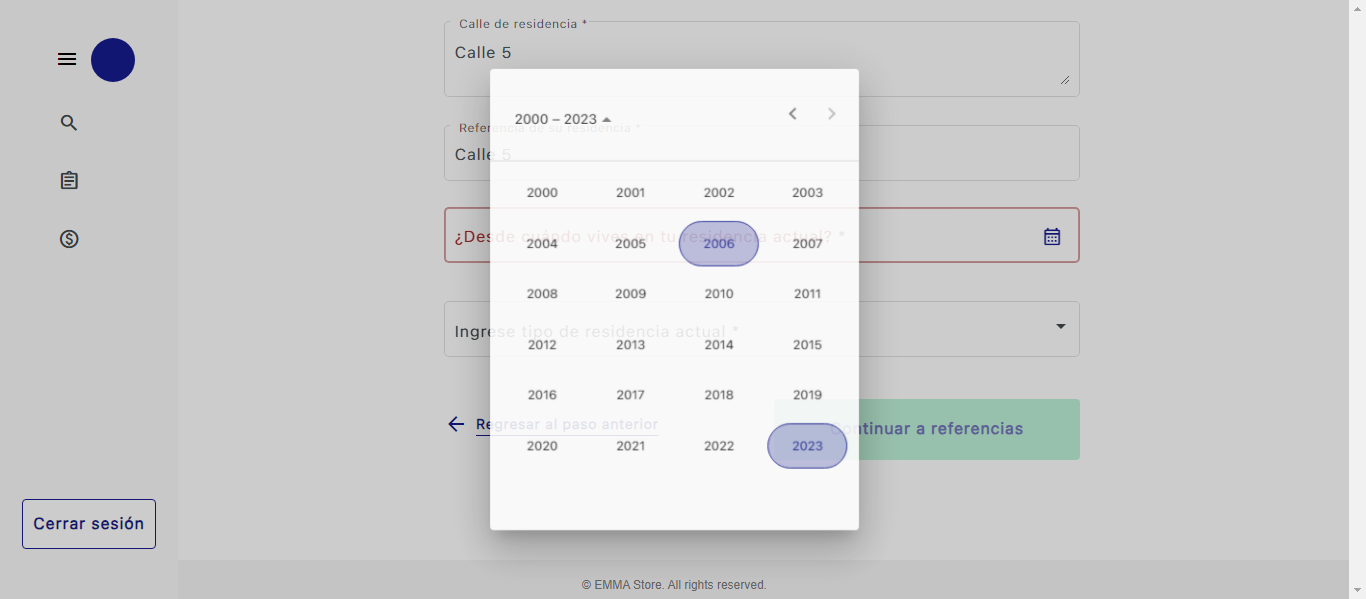 Calle de residencia *
Calle 5
2000 – 2023
Referencia de su residencia *
Calle 5
2000 2001 2002 2003
¿Desde cuándo vives en tu residencia actual? *
2004 2005 2006 2007
2008 2009 2010 2011
Ingrese tipo de residencia actual *
2012 2013 2014 2015
2016 2017 2018 2019
Regresar al paso anterior
Continuar a referencias
2020 2021 2022 2023
Cerrar sesión
© EMMA Store. All rights reserved.